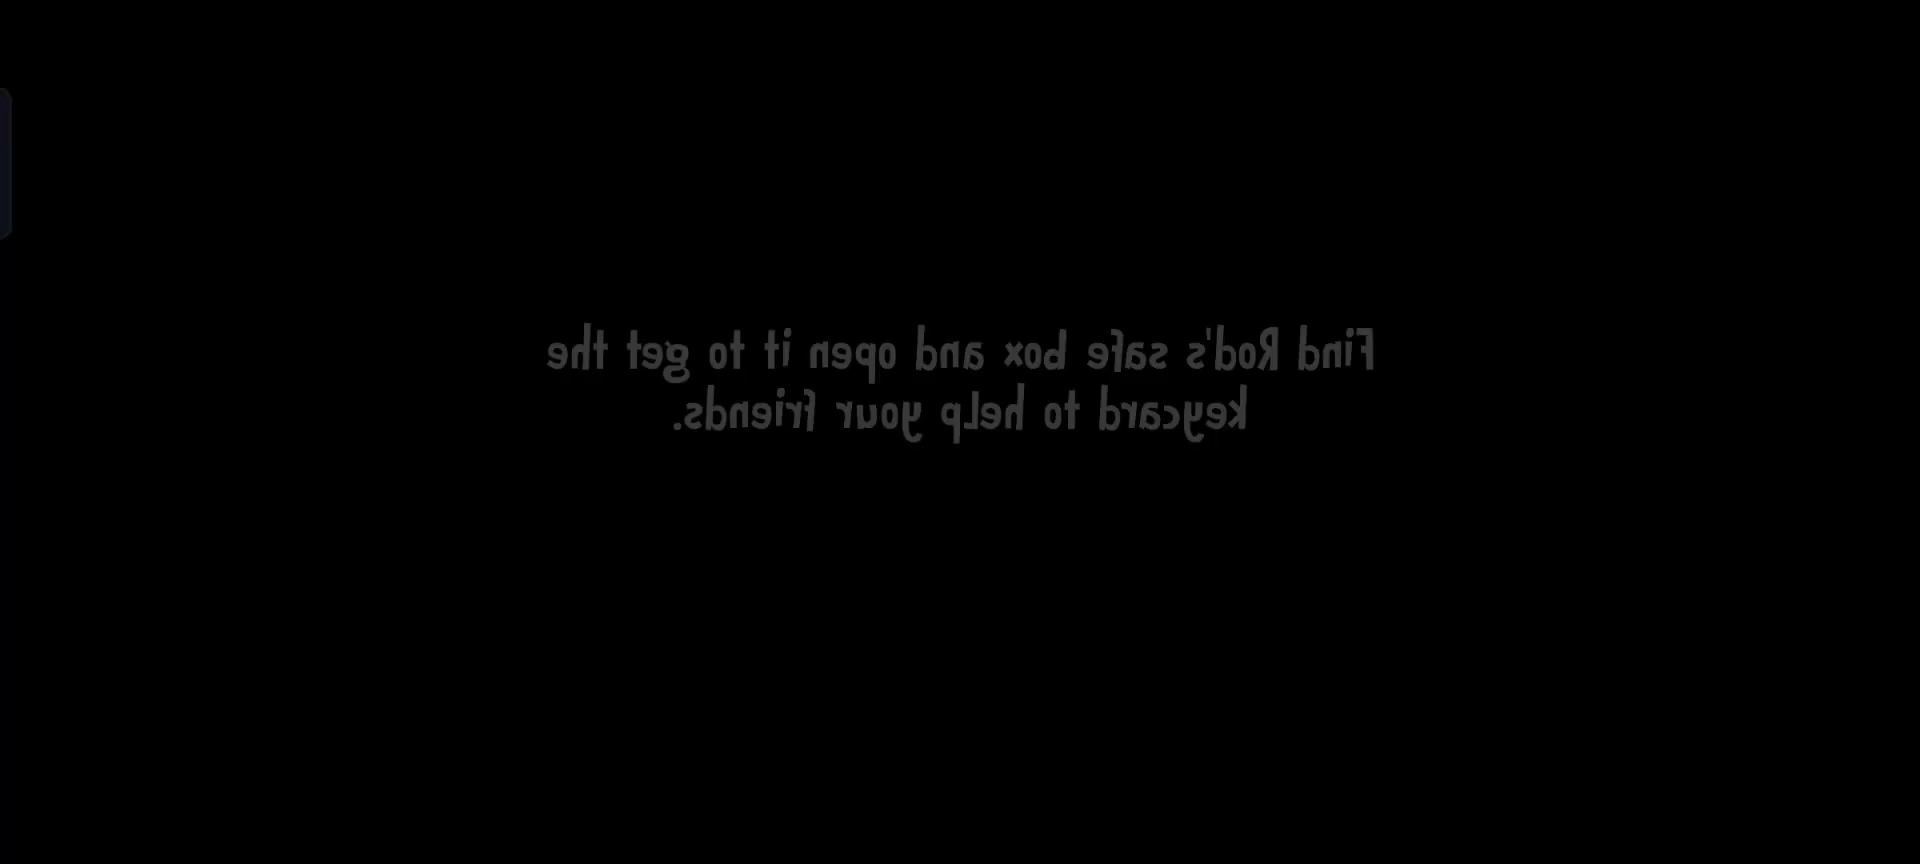 Find Rod's safe box and open it to get the
keycard to help your friends.